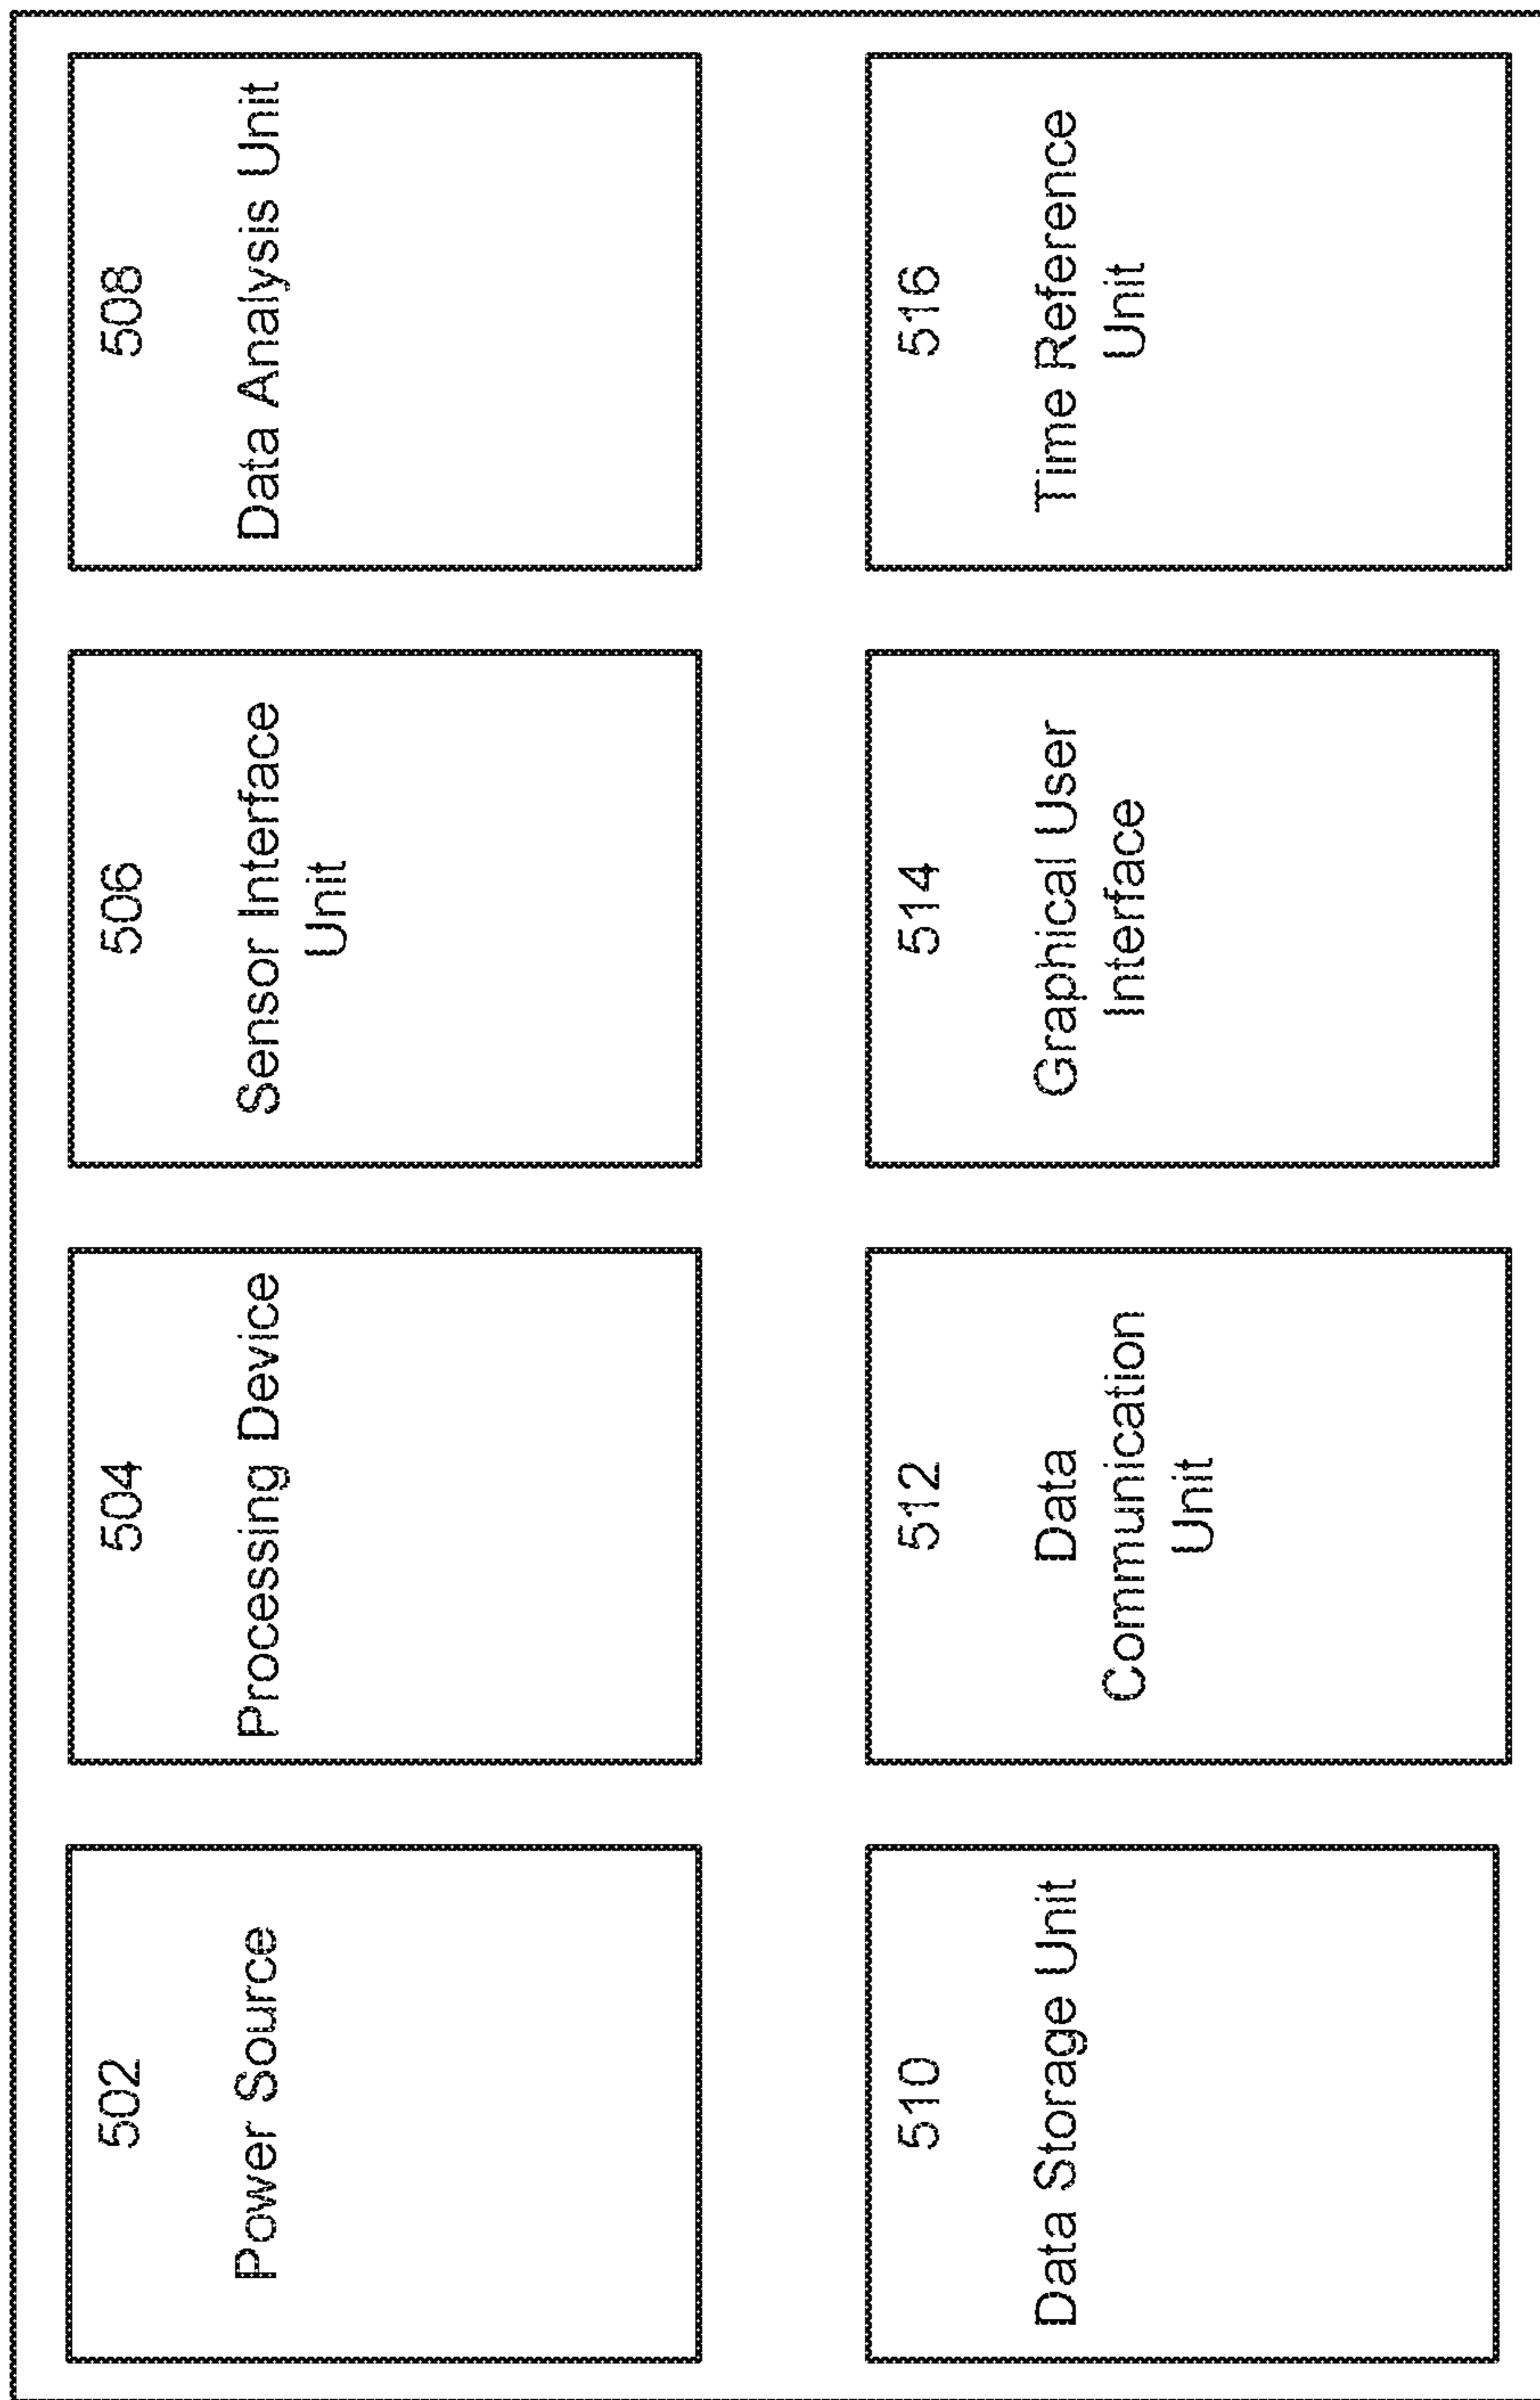 502
Power Source
504
Processing Device
506
Sensor Interface
Unit
508
Data Analysis Unit
510
Data Storage Unit
512
Data
Communication
Unit
514
Graphical User
Interface
516
Time Reference
Unit